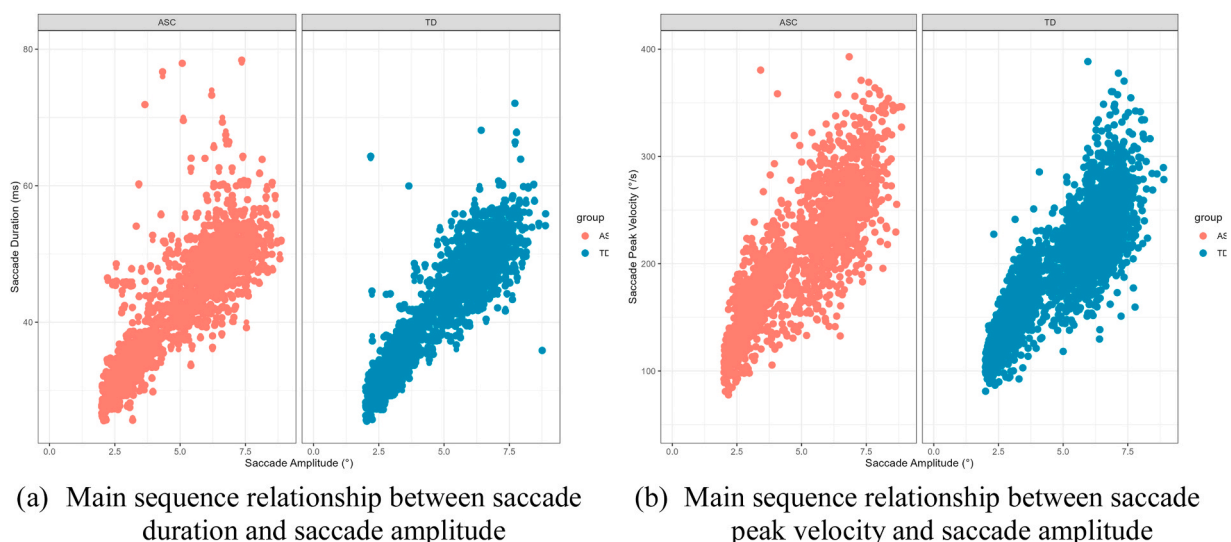 ASC TD
80
60
40
Saccade Duration (ms)
0.0 2.5 5.0 7.5 0.0 2.5 5.0 7.5
Saccade Amplitude (°)
group
AS
TD
ASC TD
400
300
200
100
Saccade Peak Velocity (°/s)
0.0 2.5 5.0 7.5 0.0 2.5 5.0 7.5
Saccade Amplitude (°)
group
AS
TD
(a) Main sequence relationship between saccade
duration and saccade amplitude
(b) Main sequence relationship between saccade
peak velocity and saccade amplitude